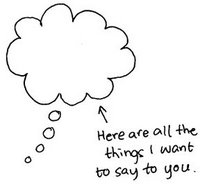 Here are all the
things I want
to say to you.